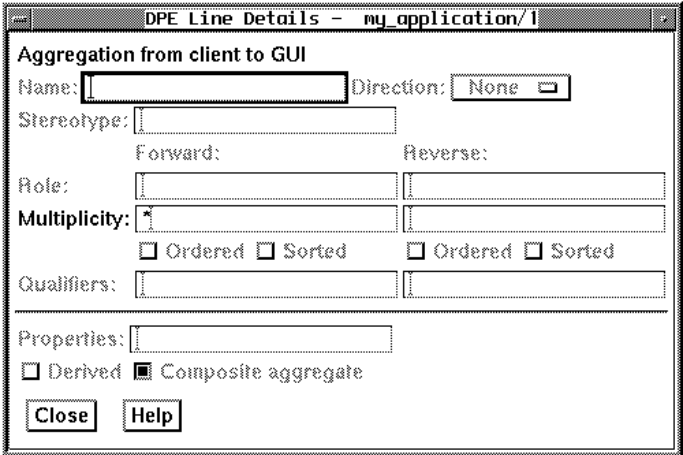 DPE Line Details - my_application/1
Aggregation from client to GUI
Name: Direction: None
Stereotype:
Forward: Reverse:
Role:
Multiplicity: *
Ordered Sorted Ordered Sorted
Qualifiers:
Properties:
Derived Composite aggregate
Close Help